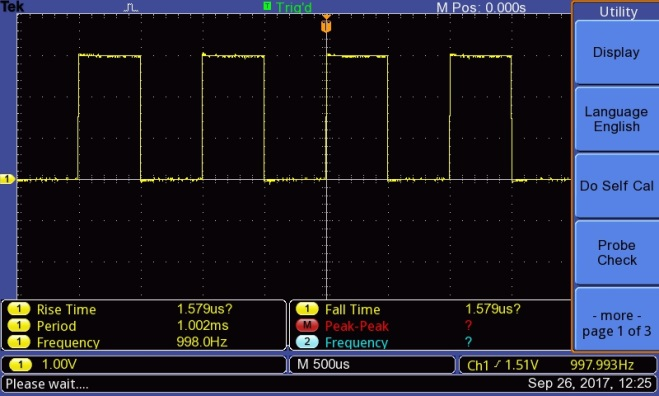 Tek
T Trig'd
M Pos: 0.000s
Utility
T
Display
Language
English
1
Do Self Cal
Probe
Check
1 Rise Time 1.579us?
1 Fall Time 1.579us?
1 Period 1.002ms
M Peak-Peak ?
1 Frequency 998.0Hz
2 Frequency ?
- more -
page 1 of 3
1 1.00V
M 500us
Ch1 1.51V 997.993Hz
Please wait....
Sep 26, 2017, 12:25